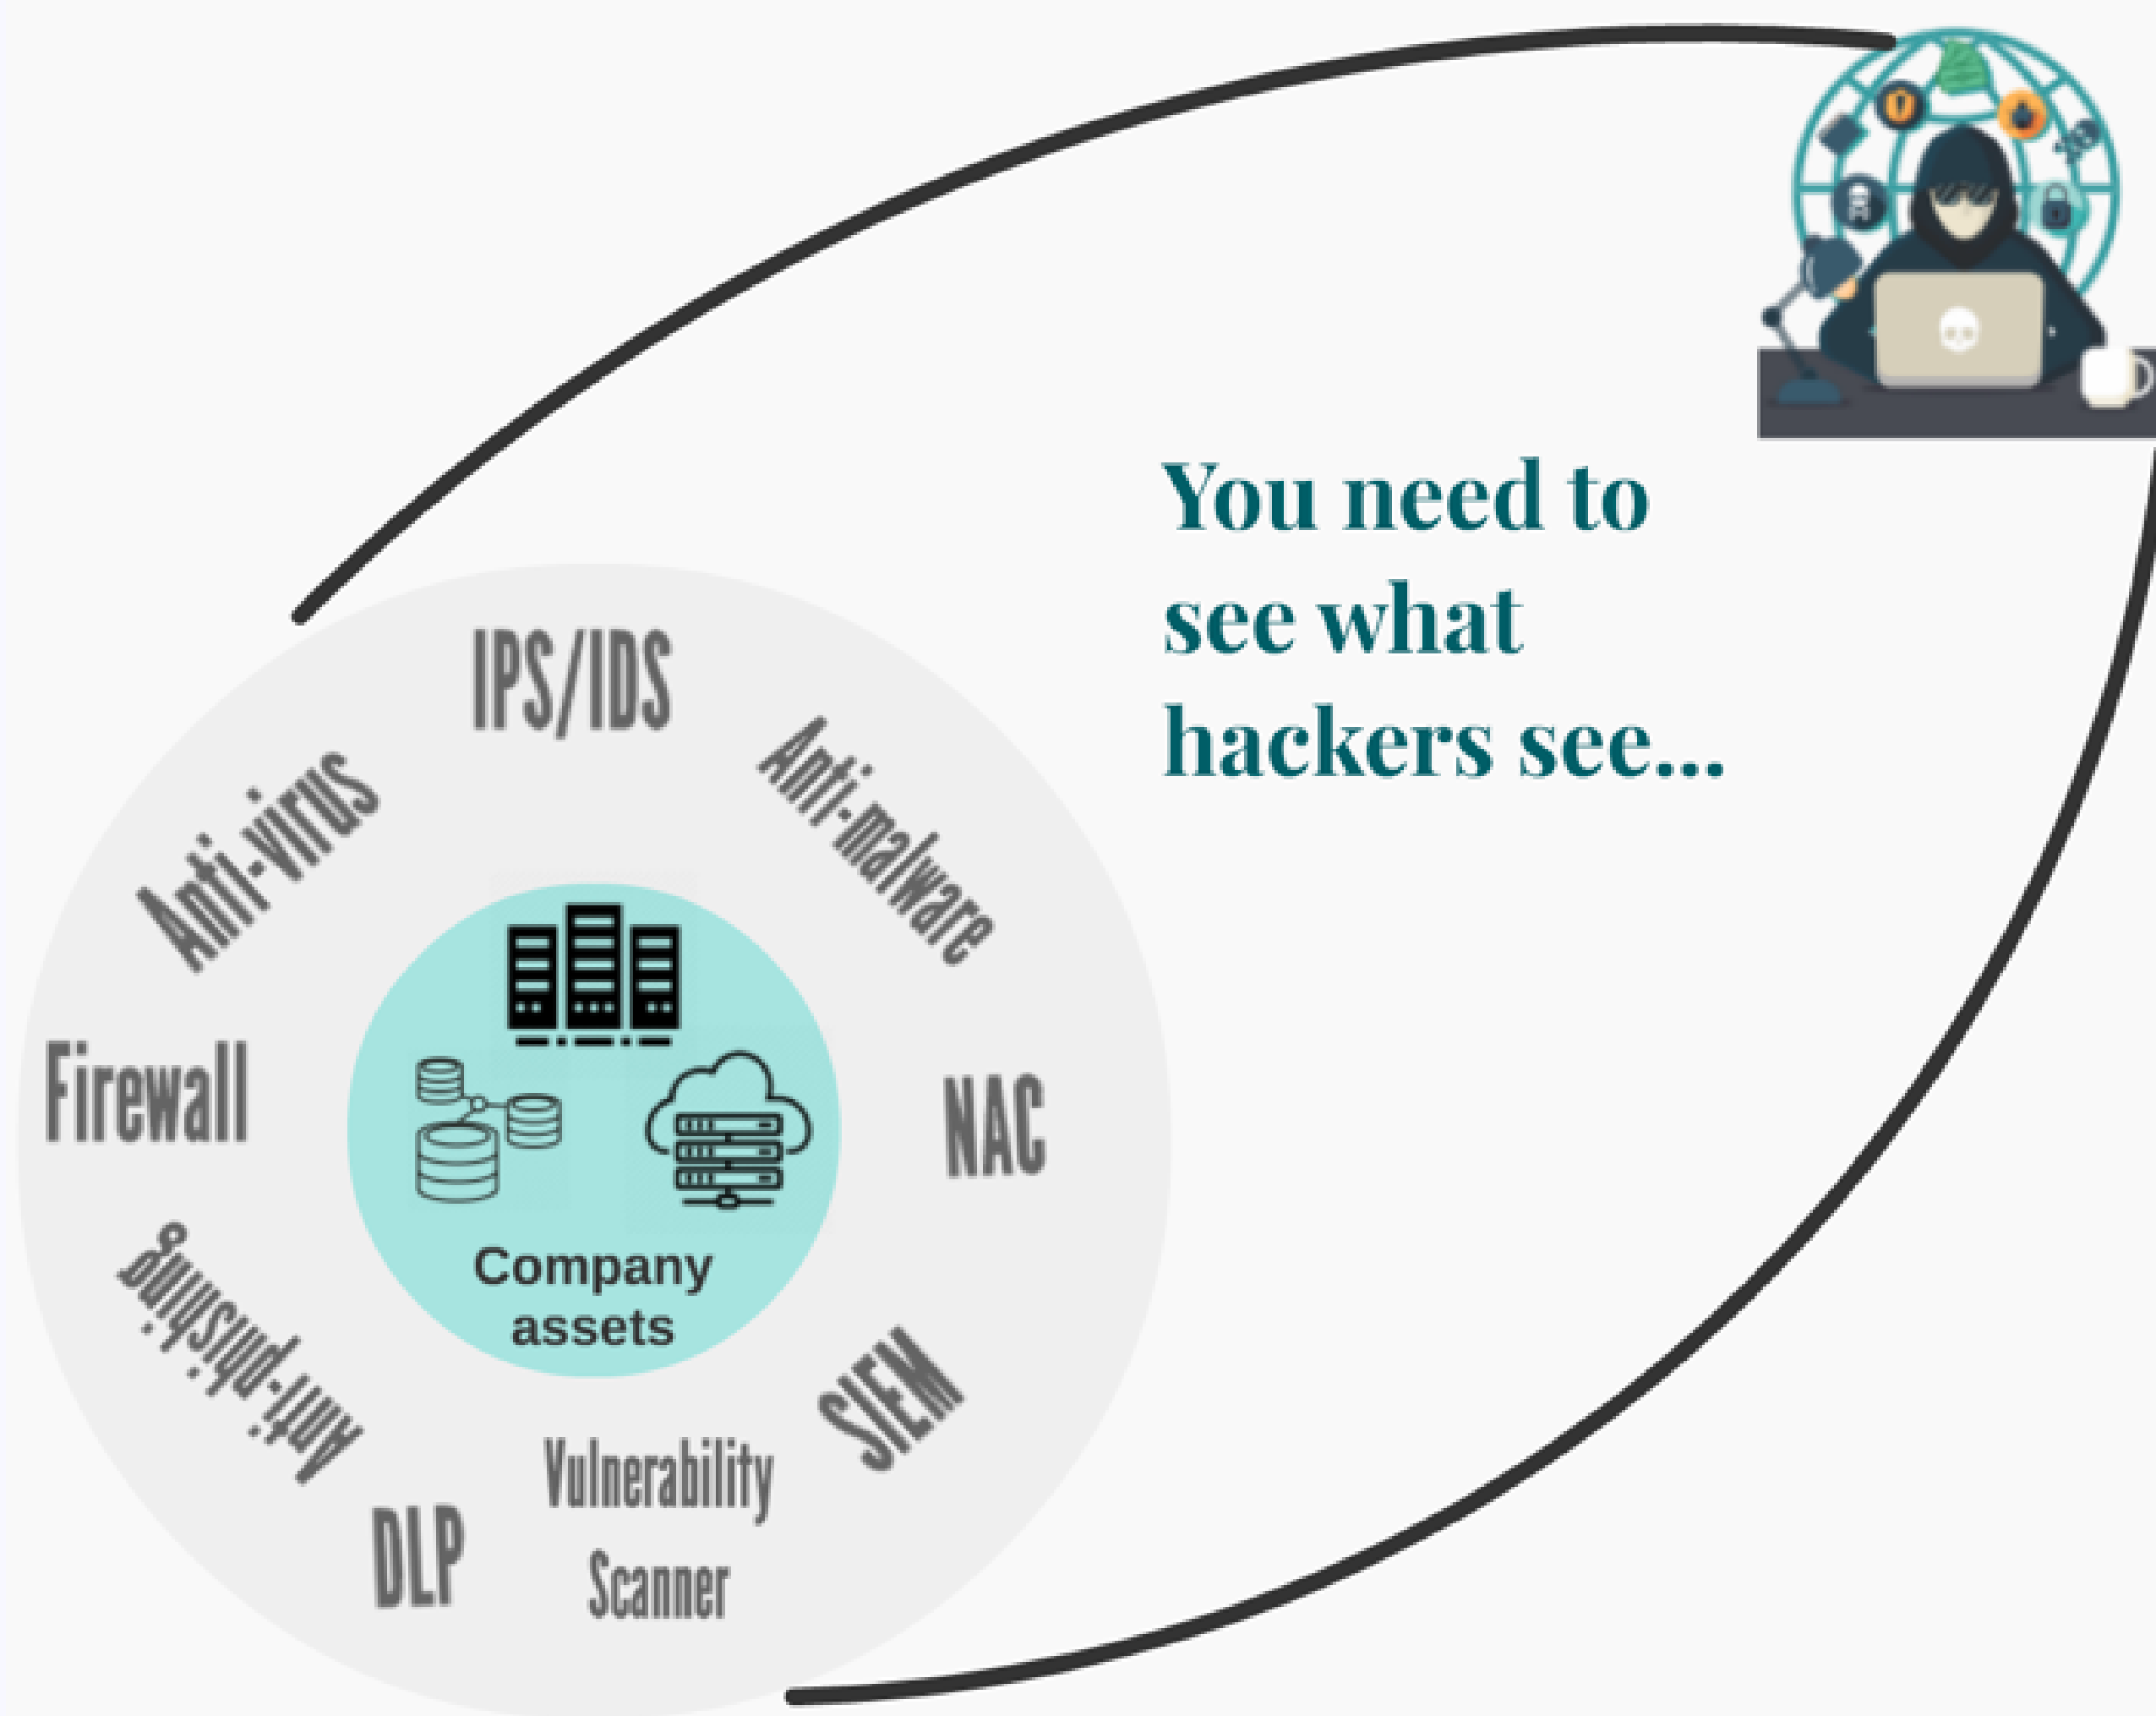 You need to
see what
hackers see...
IPS/IDS
Anti-malware
Anti-virus
Firewall
NAC
Company
assets
Anti-phishing
SIEM
Vulnerability
Scanner
DLP